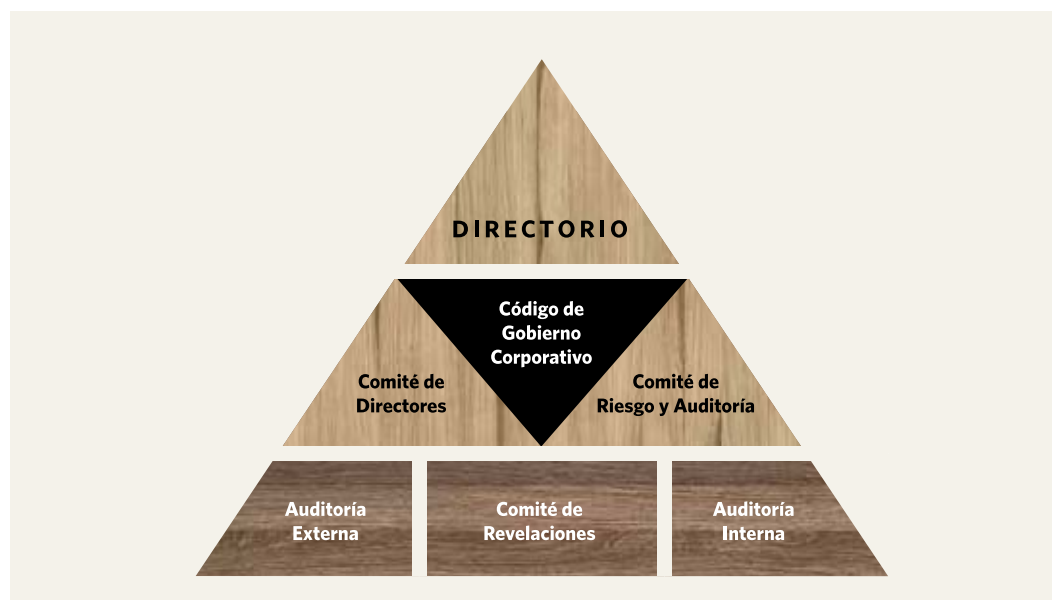 DIRECTORIO
Código de
Gobierno
Corporativo
Comité de
Directores
Comité de
Riesgo y Auditoría
Auditoría
Externa
Comité de
Revelaciones
Auditoría
Interna